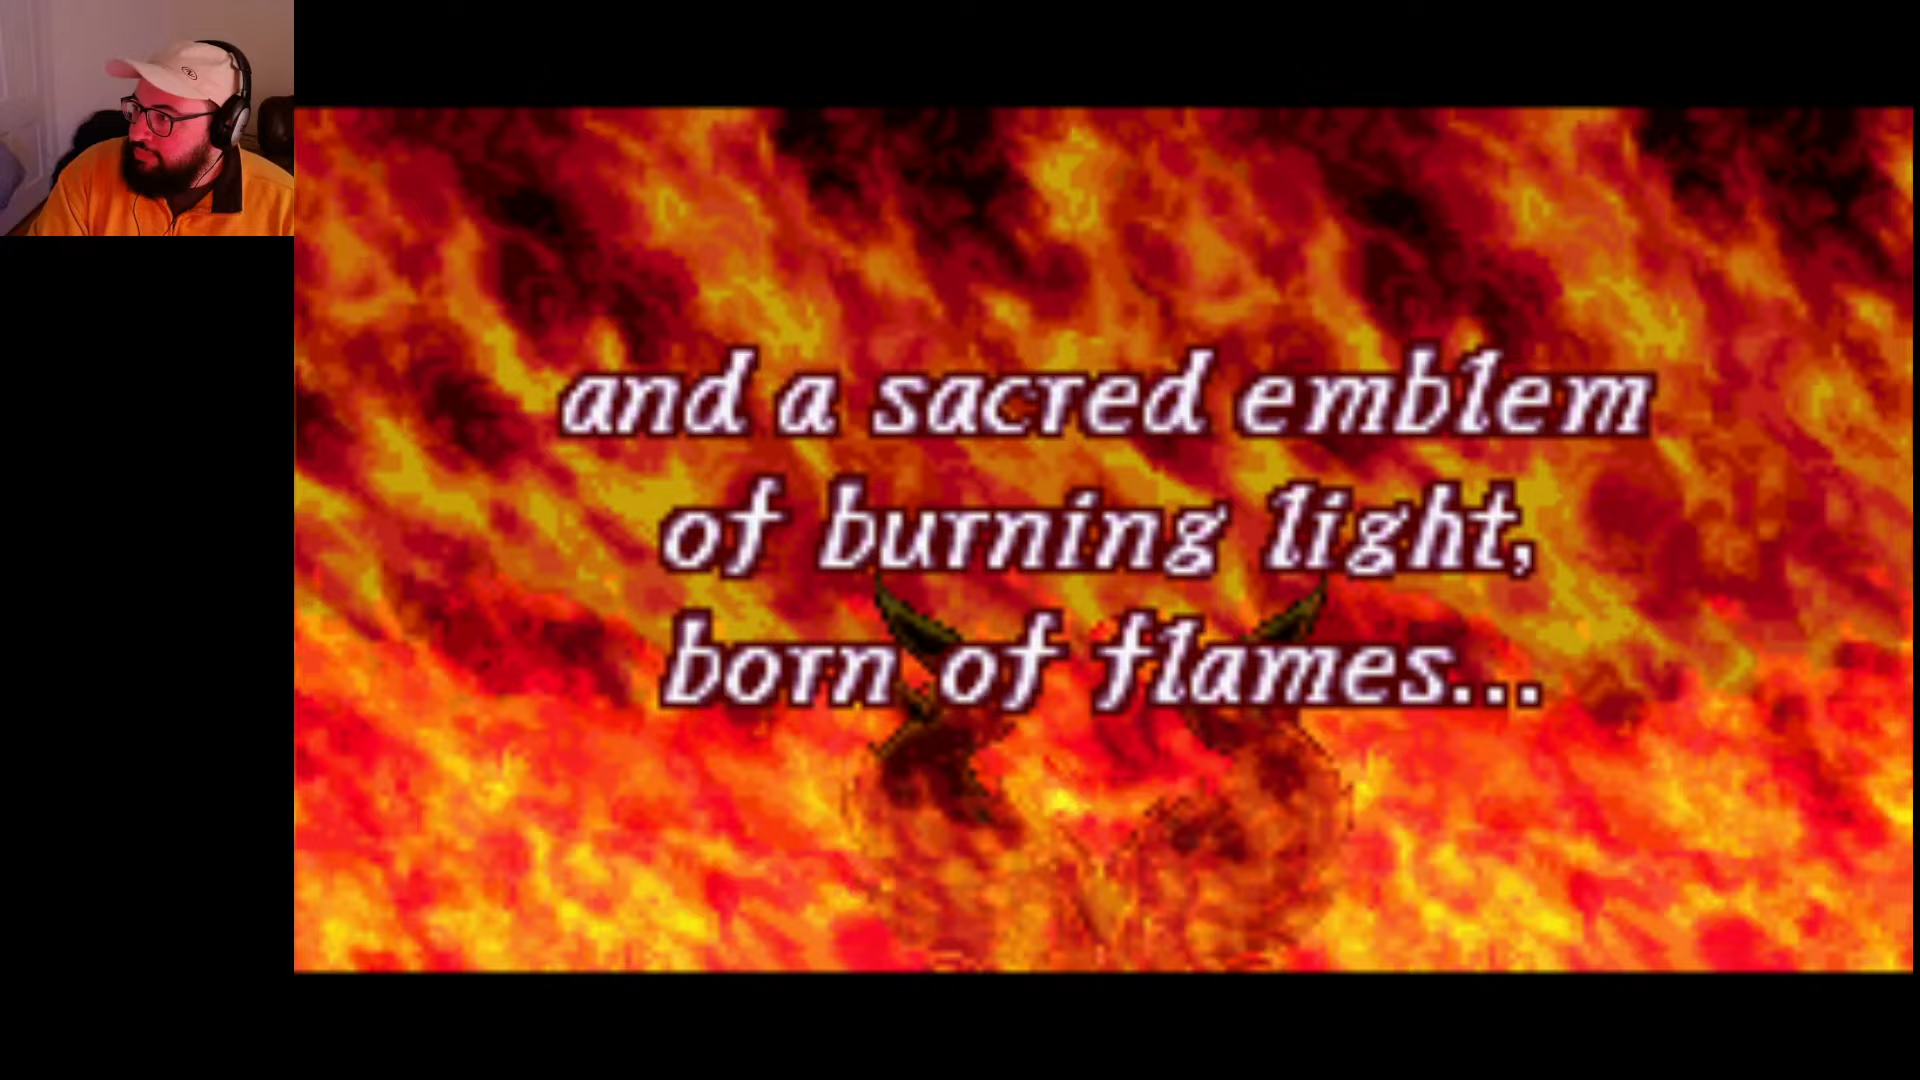 and a sacred emblem
of burning light,
born of flames...